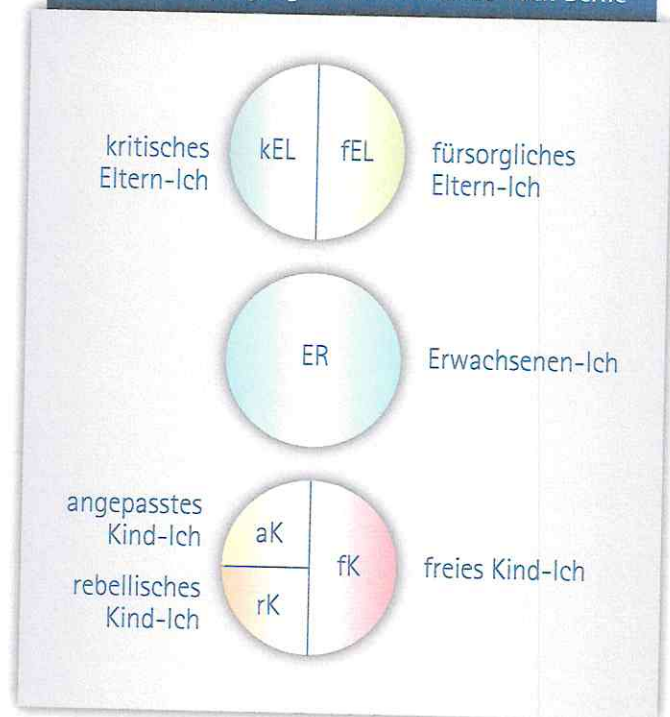 kritisches
Eltern-Ich
kEL
fEL
fürsorgliches
Eltern-Ich
ER
Erwachsenen-Ich
angepasstes
Kind-Ich
aK
rebellisches
Kind-Ich
rK
fK
freies Kind-Ich